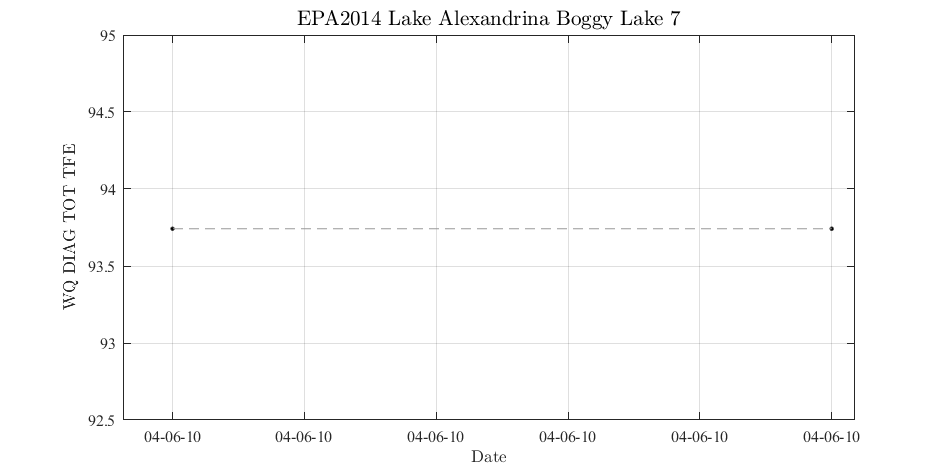 EPA2014 Lake Alexandrina Boggy Lake 7
95
94.5
94
93.5
93
92.5
WQ DIAG TOT TFE
04-06-10 04-06-10 04-06-10 04-06-10 04-06-10 04-06-10
Date